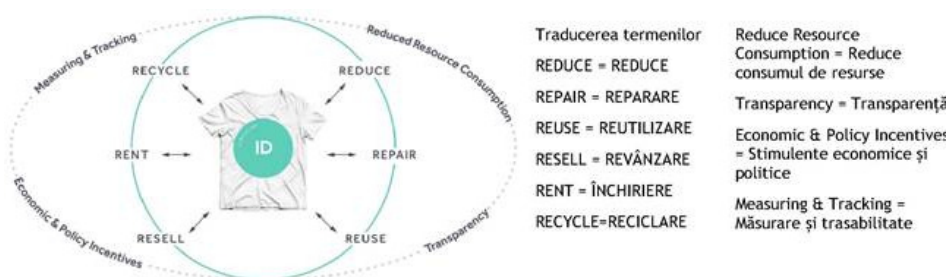 Measuring & Tracking
Reduced Resource Consumption
RECYCLE
REDUCE
RENT
ID
REPAIR
RESELL
REUSE
Economic & Policy Incentives
Transparency
Traducerea termenilor
REDUCE = REDUCE
REPAIR = REPARARE
REUSE = REUTILIZARE
RESELL = REVÂNZARE
RENT = ÎNCHIRIERE
RECYCLE=RECICLARE
Reduce Resource
Consumption = Reduce
consumul de resurse
Transparency = Transparență
Economic & Policy Incentives
= Stimulente economice și
politice
Measuring & Tracking =
Măsurare și trasabilitate